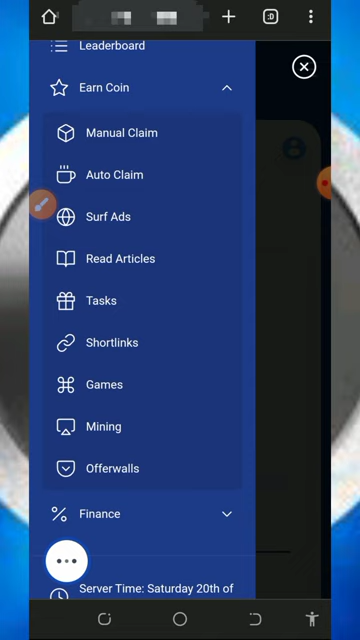 :D
Leaderboard
Earn Coin
Manual Claim
Auto Claim
Surf Ads
Read Articles
Tasks
Shortlinks
Games
Mining
Offerwalls
Finance
Server Time: Saturday 20th of